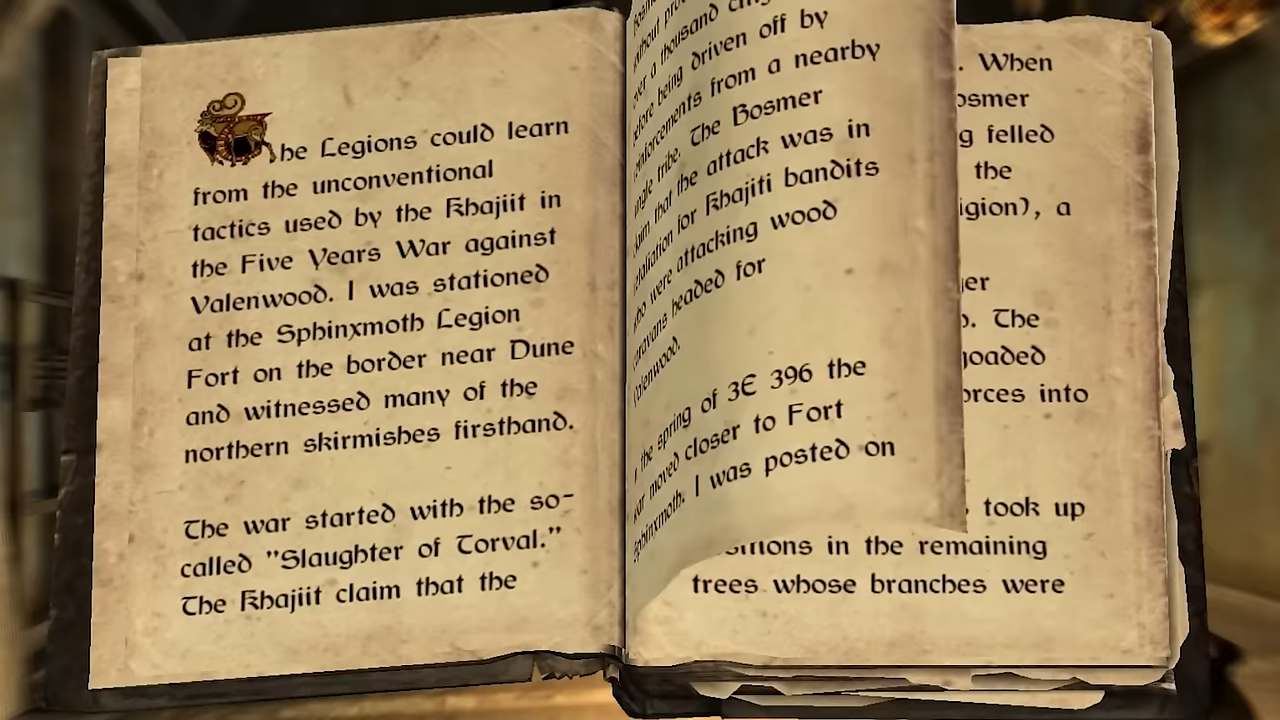 he Legions could learn
from the unconventional
tactics used by the Khajiit in
the Five Years War against
Valenwood. I was stationed
at the Sphinxmoth Legion
Fort on the border near Dune
and witnessed many of the
northern skirmishes firsthand.
The war started with the so-
called "Slaughter of Torval."
The Khajiit claim that the
over a thousand
before being driven off by
reinforcements from a nearby
jungle tribe. The Bosmer
claim that the attack was in
retaliation for Khajiti bandits
who were attacking wood
caravans headed for
Valenwood.
the spring of 3E 396 the
war moved closer to Fort
Sphinxmoth. I was posted on
. When
osmer
g felled
the
igion), a
er
. The
goaded
orces into
took up
in the remaining
trees whose branches were